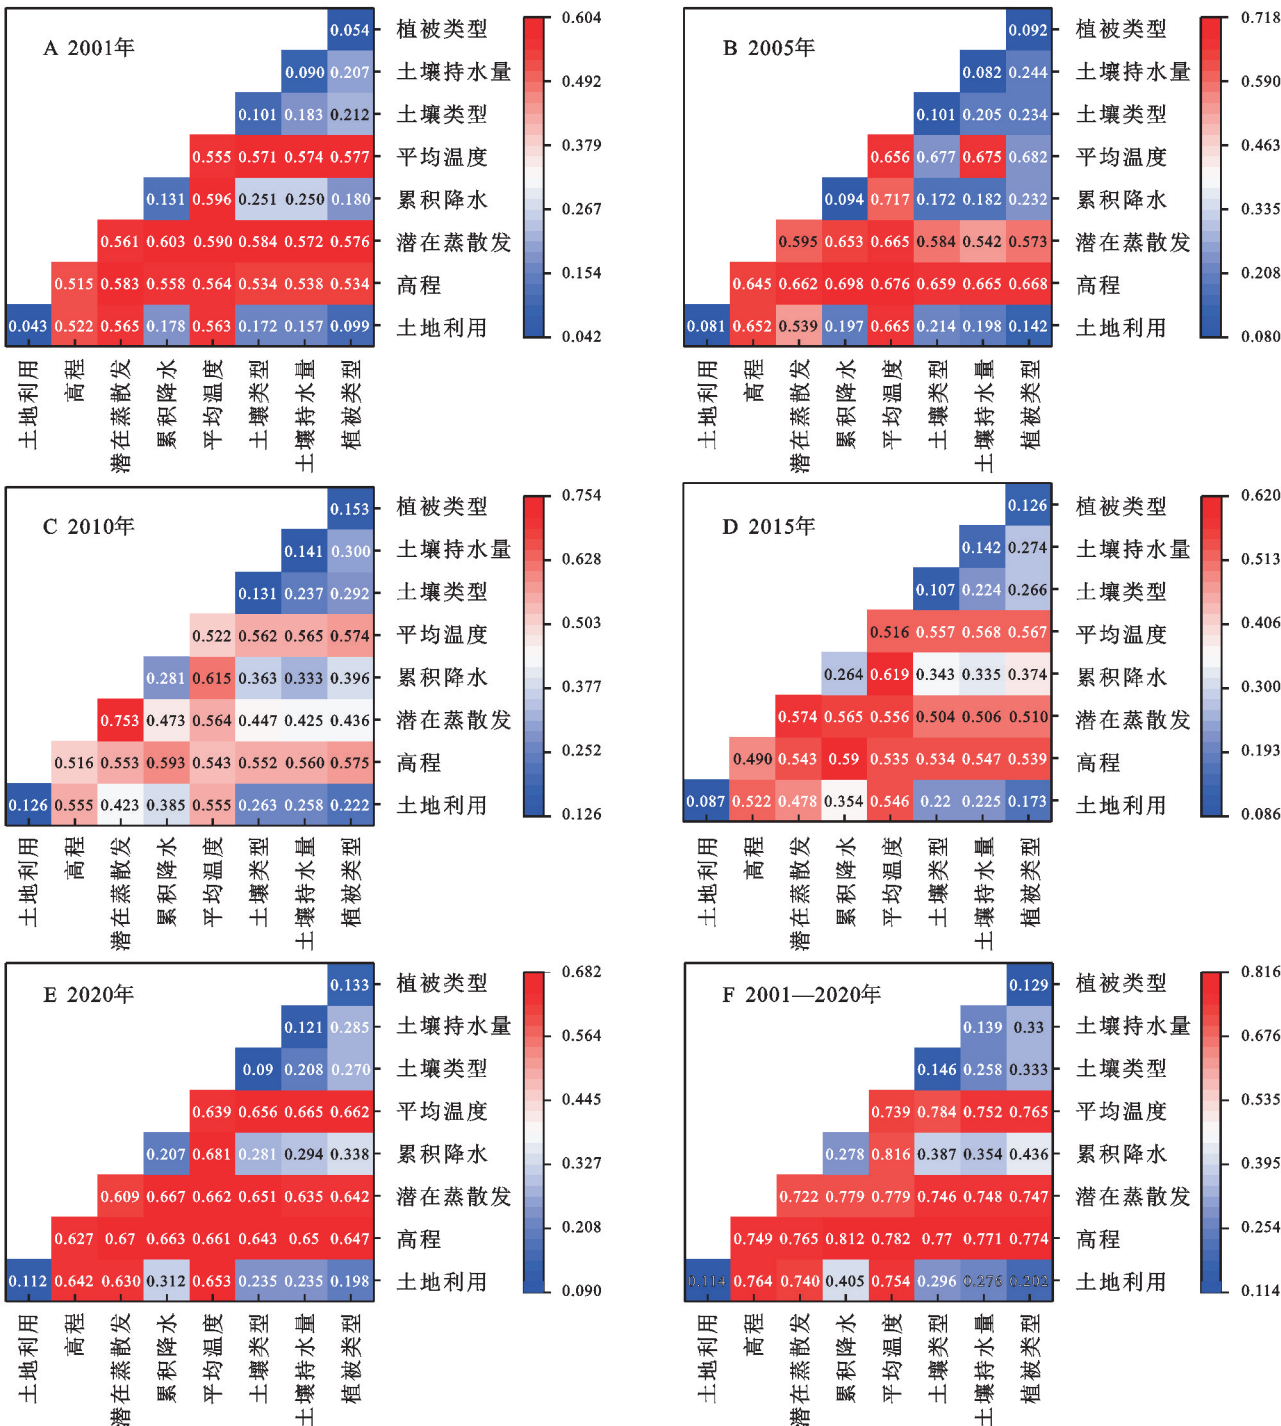 A 2001年
0.054 植被类型
0.090 0.207 土壤持水量
0.101 0.183 0.212 土壤类型
0.555 0.571 0.574 0.577 平均温度
0.131 0.596 0.251 0.250 0.180 累积降水
0.561 0.603 0.590 0.584 0.572 0.576 潜在蒸散发
0.515 0.583 0.558 0.564 0.534 0.538 0.534 高程
0.043 0.522 0.565 0.178 0.563 0.172 0.157 0.099 土地利用
土地利用 高程 潜在蒸散发 累积降水 平均温度 土壤类型 土壤持水量 植被类型
0.604
0.492
0.379
0.267
0.154
0.042
B 2005年
0.092 植被类型
0.082 0.244 土壤持水量
0.101 0.205 0.234 土壤类型
0.656 0.677 0.675 0.682 平均温度
0.094 0.717 0.172 0.182 0.232 累积降水
0.595 0.653 0.665 0.584 0.542 0.573 潜在蒸散发
0.645 0.662 0.698 0.676 0.659 0.665 0.668 高程
0.081 0.652 0.539 0.197 0.665 0.214 0.198 0.142 土地利用
土地利用 高程 潜在蒸散发 累积降水 平均温度 土壤类型 土壤持水量 植被类型
0.718
0.590
0.463
0.335
0.208
0.080
C 2010年
0.153 植被类型
0.141 0.300 土壤持水量
0.131 0.237 0.292 土壤类型
0.522 0.562 0.565 0.574 平均温度
0.281 0.615 0.363 0.333 0.396 累积降水
0.753 0.473 0.564 0.447 0.425 0.436 潜在蒸散发
0.516 0.553 0.593 0.543 0.552 0.560 0.575 高程
0.126 0.555 0.423 0.385 0.555 0.263 0.258 0.222 土地利用
土地利用 高程 潜在蒸散发 累积降水 平均温度 土壤类型 土壤持水量 植被类型
0.754
0.628
0.503
0.377
0.252
0.126
D 2015年
0.126 植被类型
0.142 0.274 土壤持水量
0.107 0.224 0.266 土壤类型
0.516 0.557 0.568 0.567 平均温度
0.264 0.619 0.343 0.335 0.374 累积降水
0.574 0.565 0.556 0.504 0.506 0.510 潜在蒸散发
0.490 0.543 0.59 0.535 0.534 0.547 0.539 高程
0.087 0.522 0.478 0.354 0.546 0.22 0.225 0.173 土地利用
土地利用 高程 潜在蒸散发 累积降水 平均温度 土壤类型 土壤持水量 植被类型
0.620
0.513
0.406
0.300
0.193
0.086
E 2020年
0.133 植被类型
0.121 0.285 土壤持水量
0.09 0.208 0.270 土壤类型
0.639 0.656 0.665 0.662 平均温度
0.207 0.681 0.281 0.294 0.338 累积降水
0.609 0.667 0.662 0.651 0.635 0.642 潜在蒸散发
0.627 0.67 0.663 0.661 0.643 0.65 0.647 高程
0.112 0.642 0.630 0.312 0.653 0.235 0.235 0.198 土地利用
土地利用 高程 潜在蒸散发 累积降水 平均温度 土壤类型 土壤持水量 植被类型
0.682
0.564
0.445
0.327
0.208
0.090
F 2001—2020年
0.129 植被类型
0.139 0.33 土壤持水量
0.146 0.258 0.333 土壤类型
0.739 0.784 0.752 0.765 平均温度
0.278 0.816 0.387 0.354 0.436 累积降水
0.722 0.779 0.779 0.746 0.748 0.747 潜在蒸散发
0.749 0.765 0.812 0.782 0.77 0.771 0.774 高程
0.114 0.764 0.740 0.405 0.754 0.296 0.276 0.202 土地利用
土地利用 高程 潜在蒸散发 累积降水 平均温度 土壤类型 土壤持水量 植被类型
0.816
0.676
0.535
0.395
0.254
0.114